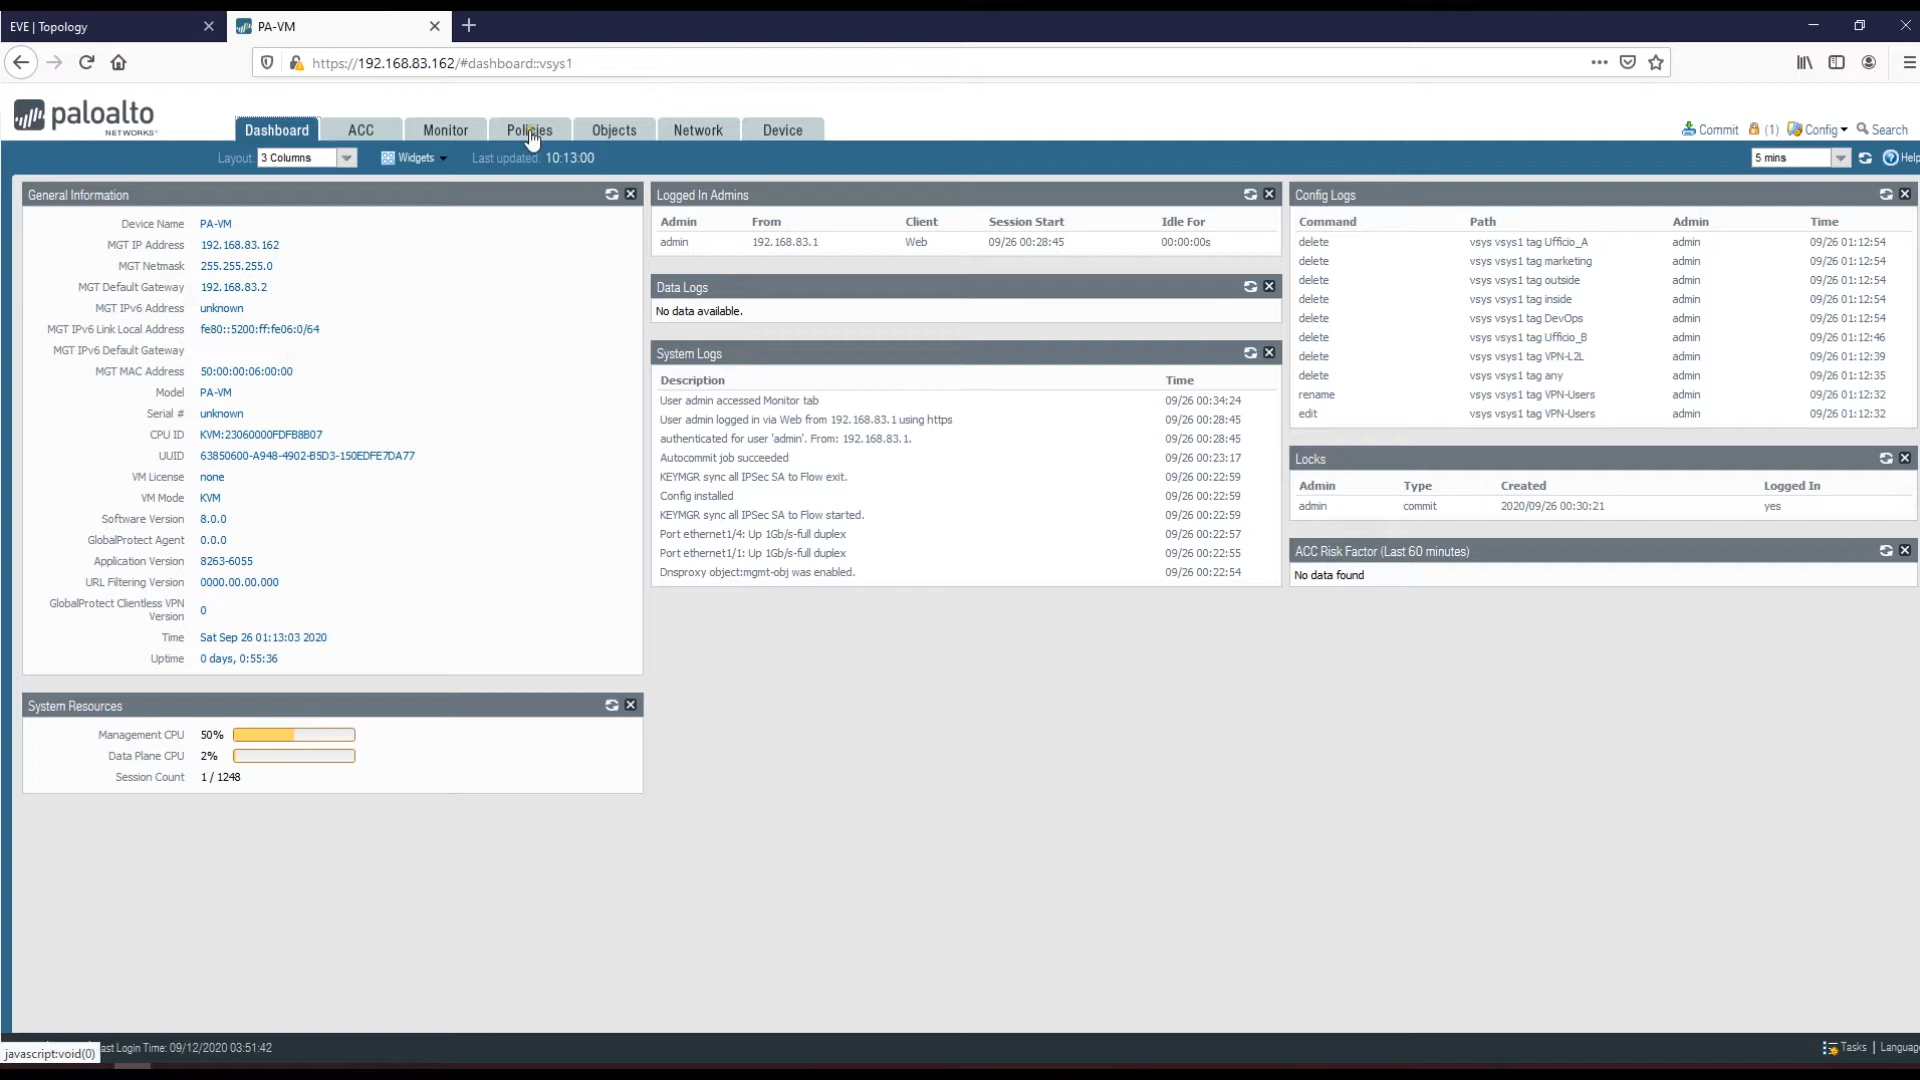 EVE | Topology
PA-VM
https://192.168.83.162/#dashboard::vsys1
paloalto
NETWORKS
Dashboard ACC Monitor Policies Objects Network Device
Commit (1) Config Search
Layout: 3 Columns Widgets Last updated: 10:13:00
5 mins Help
General Information
Device Name PA-VM
MGT IP Address 192.168.83.162
MGT Netmask 255.255.255.0
MGT Default Gateway 192.168.83.2
MGT IPv6 Address unknown
MGT IPv6 Link Local Address fe80::5200:ff:fe06:0/64
MGT IPv6 Default Gateway
MGT MAC Address 50:00:00:06:00:00
Model PA-VM
Serial # unknown
CPU ID KVM:23060000FDFB8B07
UUID 63850600-A948-4902-B5D3-150EDFE7DA77
VM License none
VM Mode KVM
Software Version 8.0.0
GlobalProtect Agent 0.0.0
Application Version 8263-6055
URL Filtering Version 0000.00.00.000
GlobalProtect Clientless VPN
Version 0
Time Sat Sep 26 01:13:03 2020
Uptime 0 days, 0:55:36
System Resources
Management CPU 50%
Data Plane CPU 2%
Session Count 1 / 1248
Logged In Admins
Admin From Client Session Start Idle For
admin 192.168.83.1 Web 09/26 00:28:45 00:00:00s
Data Logs
No data available.
System Logs
Description Time
User admin accessed Monitor tab 09/26 00:34:24
User admin logged in via Web from 192.168.83.1 using https 09/26 00:28:45
authenticated for user 'admin'. From: 192.168.83.1. 09/26 00:28:45
Autocommit job succeeded 09/26 00:23:17
KEYMGR sync all IPSec SA to Flow exit. 09/26 00:22:59
Config installed 09/26 00:22:59
KEYMGR sync all IPSec SA to Flow started. 09/26 00:22:59
Port ethernet1/4: Up 1Gb/s-full duplex 09/26 00:22:57
Port ethernet1/1: Up 1Gb/s-full duplex 09/26 00:22:55
Dnsproxy object:mgmt-obj was enabled. 09/26 00:22:54
Config Logs
Command Path Admin Time
delete vsys vsys1 tag Ufficio_A admin 09/26 01:12:54
delete vsys vsys1 tag marketing admin 09/26 01:12:54
delete vsys vsys1 tag outside admin 09/26 01:12:54
delete vsys vsys1 tag inside admin 09/26 01:12:54
delete vsys vsys1 tag DevOps admin 09/26 01:12:54
delete vsys vsys1 tag Ufficio_B admin 09/26 01:12:46
delete vsys vsys1 tag VPN-L2L admin 09/26 01:12:39
delete vsys vsys1 tag any admin 09/26 01:12:35
rename vsys vsys1 tag VPN-Users admin 09/26 01:12:32
edit vsys vsys1 tag VPN-Users admin 09/26 01:12:32
Locks
Admin Type Created Logged In
admin commit 2020/09/26 00:30:21 yes
ACC Risk Factor (Last 60 minutes)
No data found
javascript:void(0) ast Login Time: 09/12/2020 03:51:42
Tasks | Languag